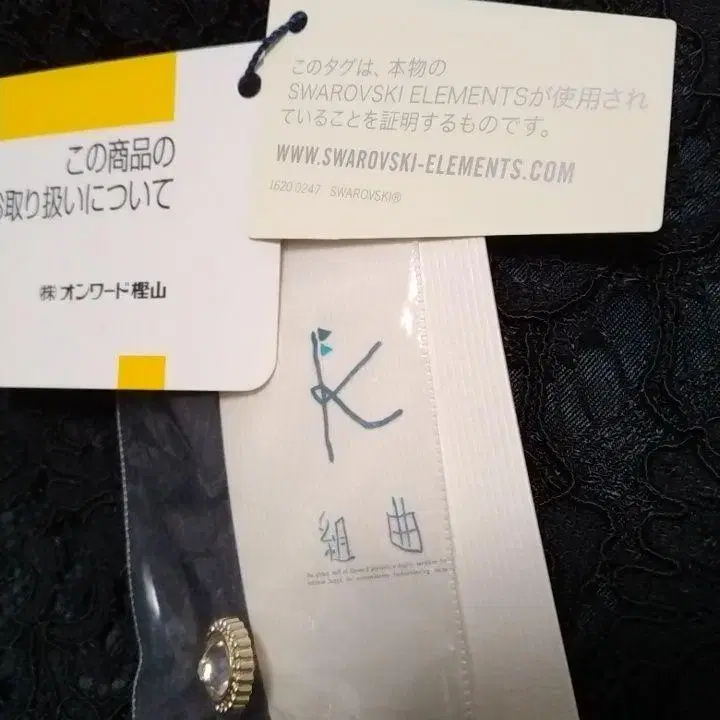 この商品の
お取り扱いについて
㈱オンワード樫山
このタグは、本物の
SWAROVSKI ELEMENTSが使用され
ていることを証明するものです。
WWW.SWAROVSKI-ELEMENTS.COM
1620 0247 SWAROVSKI®
K
組曲